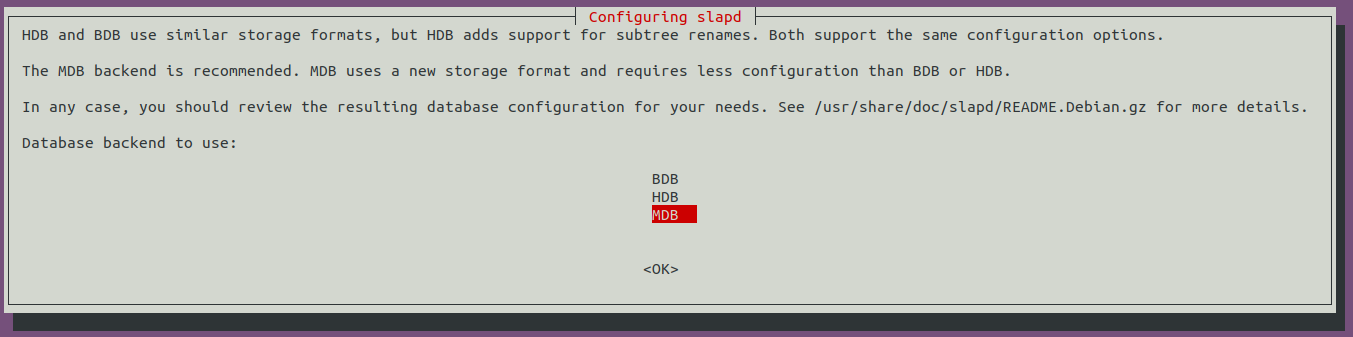 Configuring slapd
HDB and BDB use similar storage formats, but HDB adds support for subtree renames. Both support the same configuration options.
The MDB backend is recommended. MDB uses a new storage format and requires less configuration than BDB or HDB.
In any case, you should review the resulting database configuration for your needs. See /usr/share/doc/slapd/README.Debian.gz for more details.
Database backend to use:
BDB
HDB
MDB
<OK>